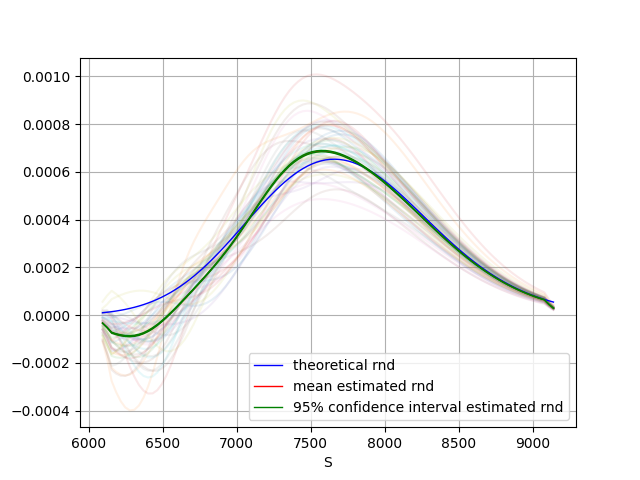 0.0010
0.0008
0.0006
0.0004
0.0002
0.0000
−0.0002
−0.0004
6000 6500 7000 7500 8000 8500 9000
S
theoretical rnd
mean estimated rnd
95% confidence interval estimated rnd